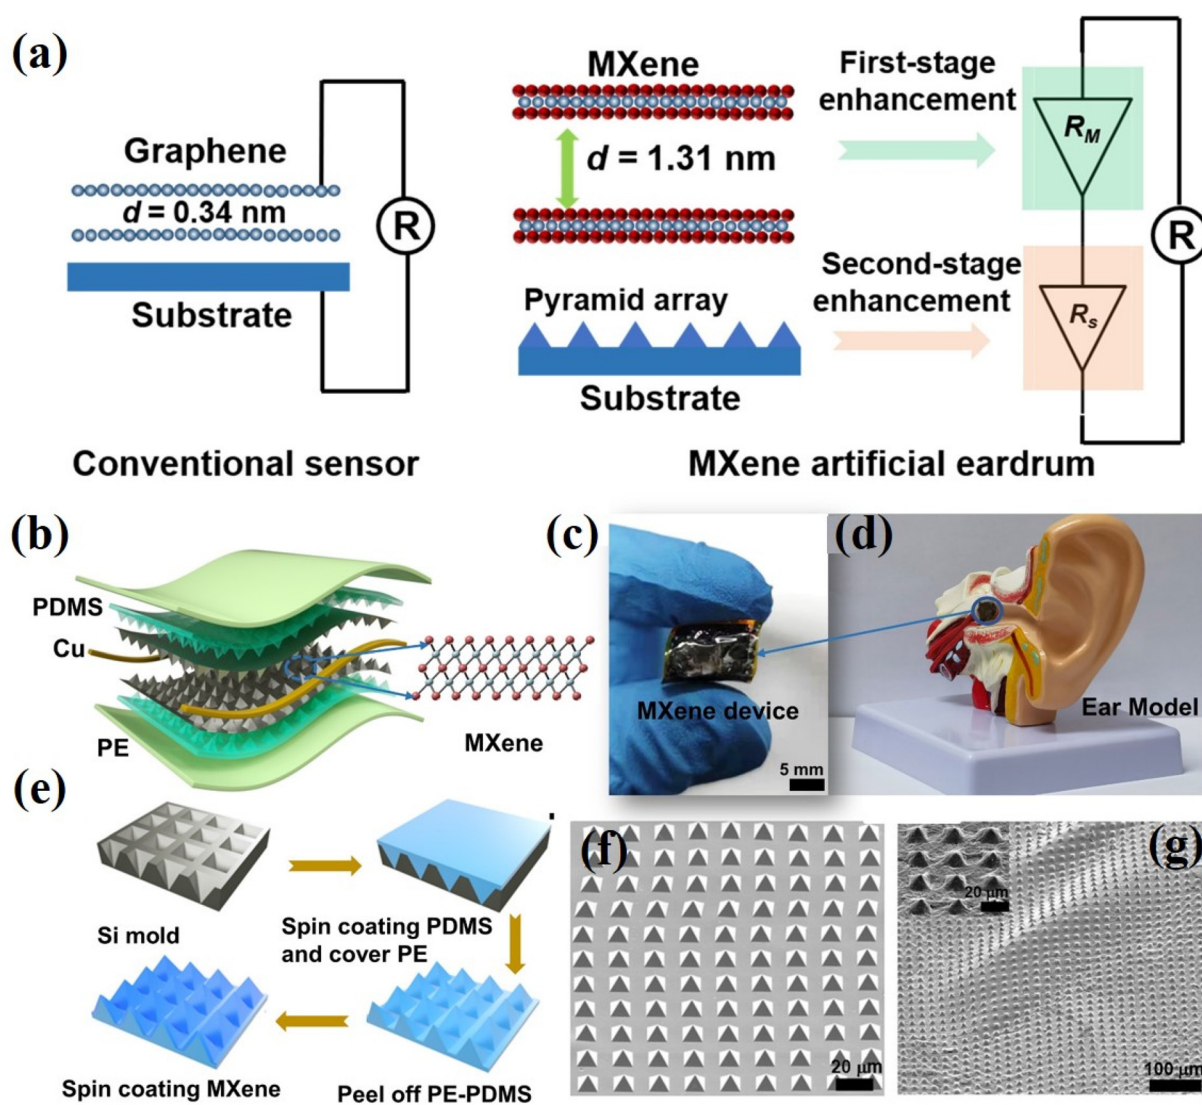 (a)
Graphene
d = 0.34 nm
R
Substrate
Conventional sensor
MXene
d = 1.31 nm
First-stage
enhancement
R_M
R
Second-stage
enhancement
R_s
Pyramid array
Substrate
MXene artificial eardrum
(b)
PDMS
Cu
PE
MXene
(c)
MXene device
5 mm
(d)
Ear Model
(e)
Si mold
Spin coating PDMS
and cover PE
Spin coating MXene
Peel off PE-PDMS
(f)
20 μm
(g)
20 μm
100 μm